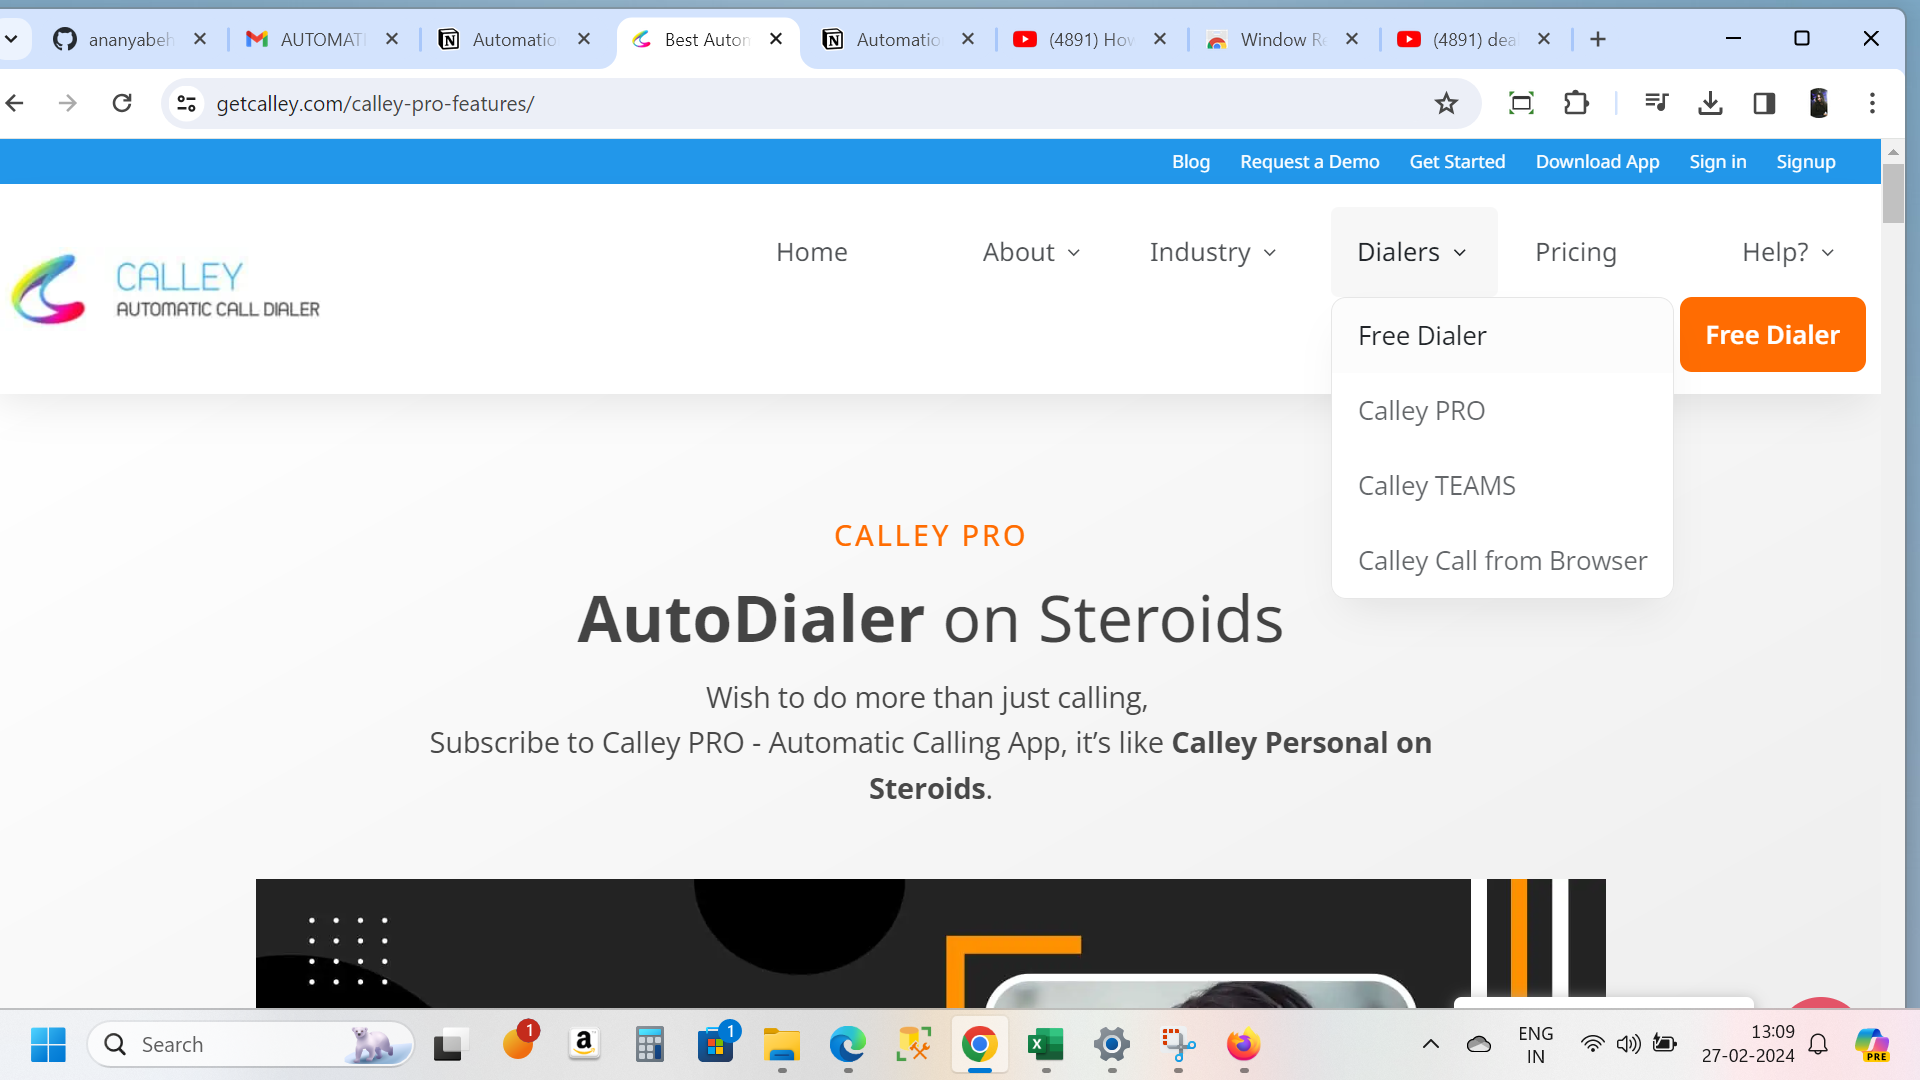 ananyabeh
AUTOMATI
Automatio
Best Auton
Automatio
(4891) Hov
Window Re
(4891) dea
getcalley.com/calley-pro-features/
Blog Request a Demo Get Started Download App Sign in Signup
CALLEY
AUTOMATIC CALL DIALER
Home About Industry Dialers Pricing Help?
Free Dialer
Free Dialer
Calley PRO
Calley TEAMS
Calley Call from Browser
CALLEY PRO
AutoDialer on Steroids
Wish to do more than just calling,
Subscribe to Calley PRO - Automatic Calling App, it’s like Calley Personal on
Steroids.
Search
1
1
ENG
IN
13:09
27-02-2024
PRE